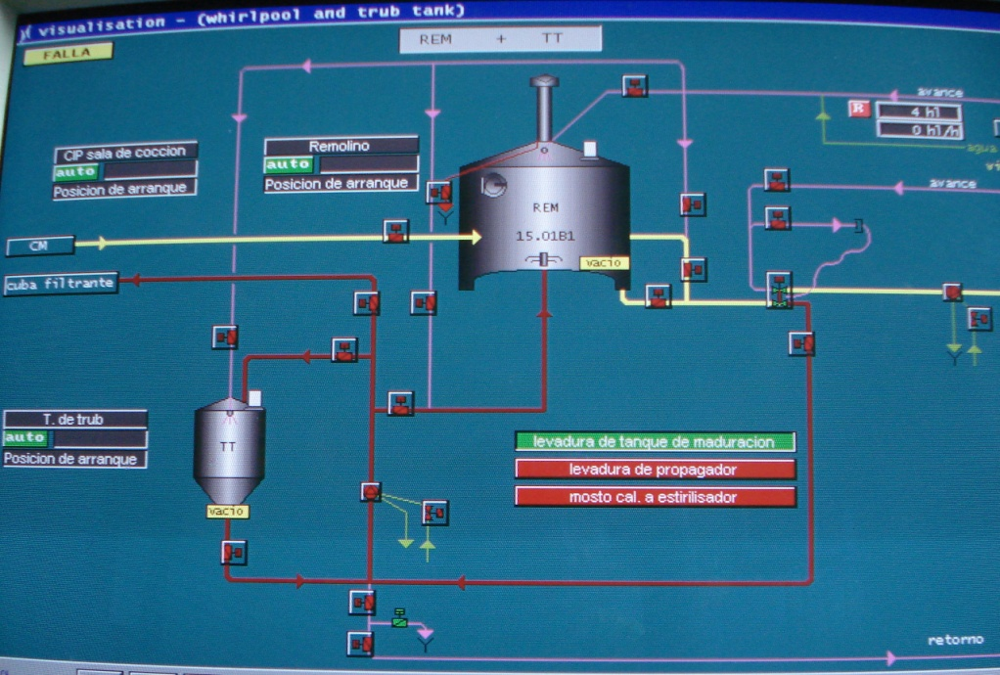 visualisation - (whirlpool and trub tank)
FALLA
REM + TT
avance
R
4 hl
0 hl/h
agua
CIP sala de coccion
auto
Posicion de arranque
Remolino
auto
Posicion de arranque
avance
REM
15.01B1
CM
vacio
cuba filtrante
T. de trub
auto
Posicion de arranque
TT
vacio
levadura de tanque de maduracion
levadura de propagador
mosto cal. a estirilisador
retorno